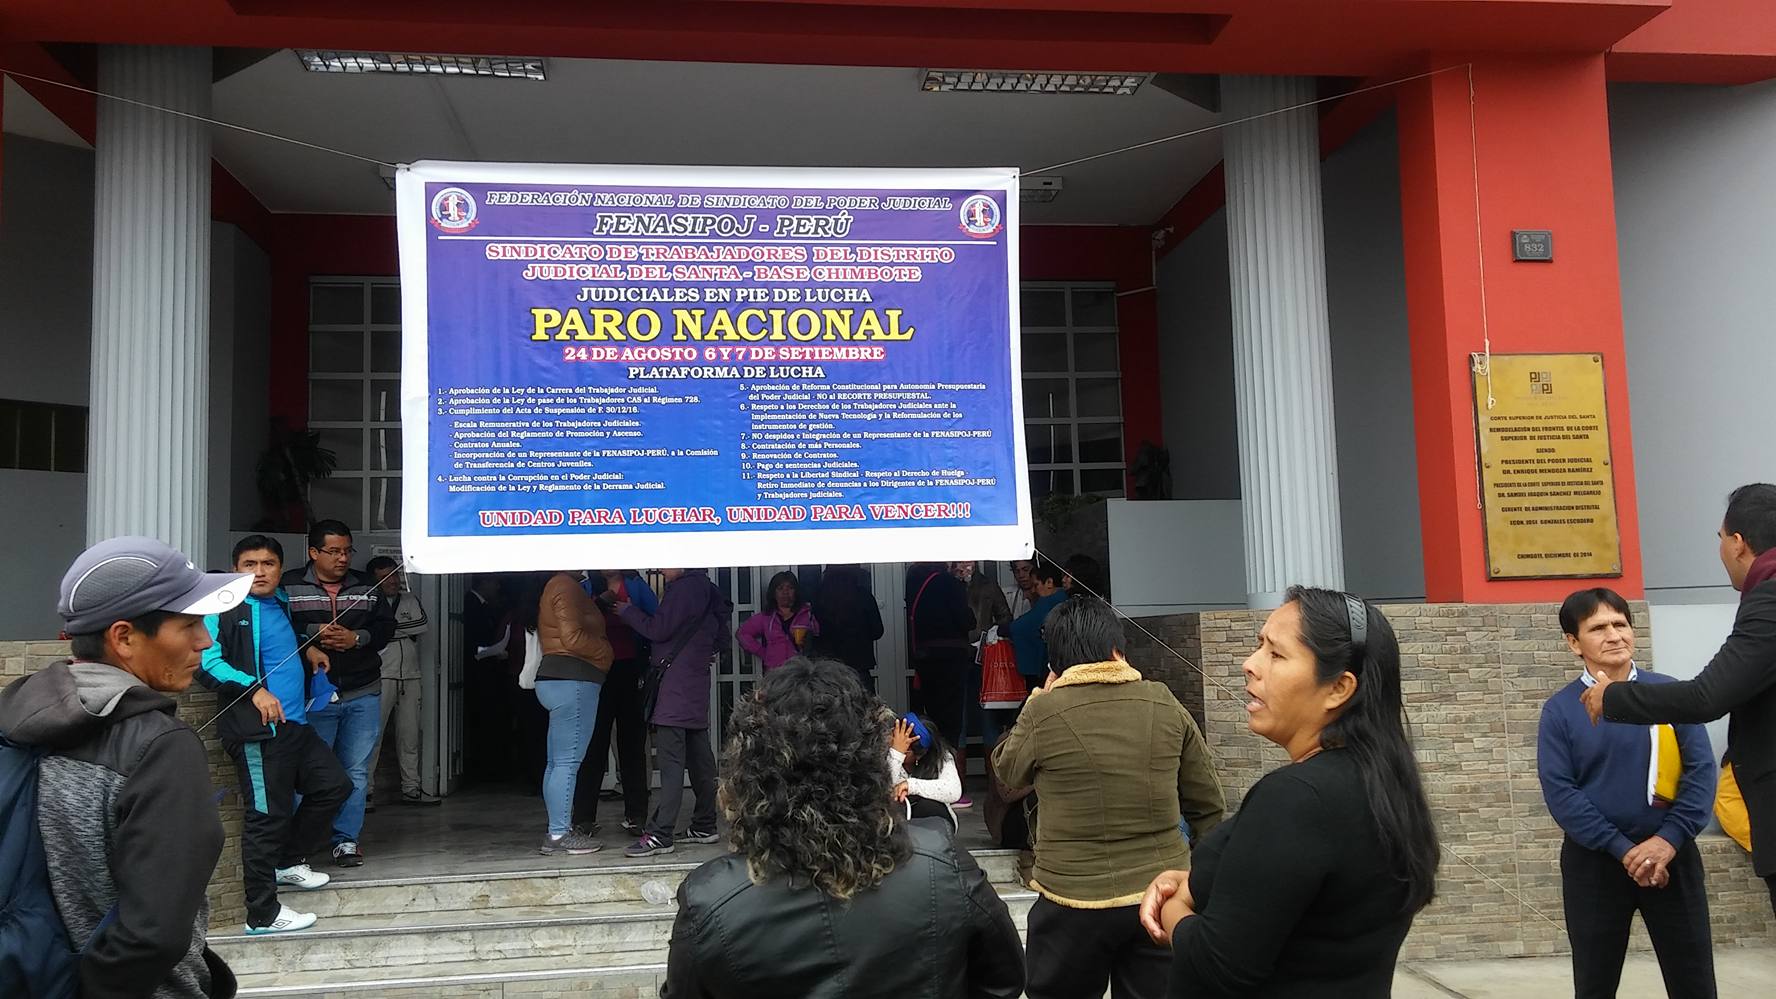 FEDERACIÓN NACIONAL DE SINDICATO DEL PODER JUDICIAL
FENASIPOJ - PERÚ
SINDICATO DE TRABAJADORES DEL DISTRITO
JUDICIAL DEL SANTA - BASE CHIMBOTE
JUDICIALES EN PIE DE LUCHA
PARO NACIONAL
24 DE AGOSTO 6 Y 7 DE SETIEMBRE
PLATAFORMA DE LUCHA
1.- Aprobación de la Ley de la Carrera del Trabajador Judicial.
2.- Aprobación de la Ley de pase de los Trabajadores CAS al Régimen 728.
3.- Cumplimiento del Acta de Suspensión de F. 30/12/16.
- Escala Remunerativa de los Trabajadores Judiciales.
- Aprobación del Reglamento de Promoción y Ascenso.
- Contratos Anuales.
- Incorporación de un Representante de la FENASIPOJ-PERÚ, a la Comisión
de Transferencia de Centros Juveniles.
4.- Lucha contra la Corrupción en el Poder Judicial:
Modificación de la Ley y Reglamento de la Derrama Judicial.
5.- Aprobación de Reforma Constitucional para Autonomía Presupuestaria
del Poder Judicial - NO al RECORTE PRESUPUESTAL.
6.- Respeto a los Derechos de los Trabajadores Judiciales ante la
Implementación de Nueva Tecnología y la Reformulación de los
instrumentos de gestión.
7.- NO despidos e Integración de un Representante de la FENASIPOJ-PERÚ
8.- Contratación de más Personales.
9.- Renovación de Contratos.
10.- Pago de sentencias Judiciales.
11.- Respeto a la Libertad Sindical - Respeto al Derecho de Huelga -
Retiro Inmediato de denuncias a los Dirigentes de la FENASIPOJ-PERÚ
y Trabajadores judiciales.
UNIDAD PARA LUCHAR, UNIDAD PARA VENCER!!!
832
CORTE SUPERIOR DE JUSTICIA DEL SANTA
REMODELACIÓN DEL FRONTIS DE LA CORTE
SUPERIOR DE JUSTICIA DEL SANTA
SIENDO
PRESIDENTE DEL PODER JUDICIAL
DR. ENRIQUE MENDOZA RAMÍREZ
PRESIDENTE DE LA CORTE SUPERIOR DE JUSTICIA DEL SANTA
DR. SAMUEL JOAQUIN SÁNCHEZ MELGAREJO
GERENTE DE ADMINISTRACIÓN DISTRITAL
ECON. JOSE GONZALES ESCUDERO
CHIMBOTE, DICIEMBRE DE 2014